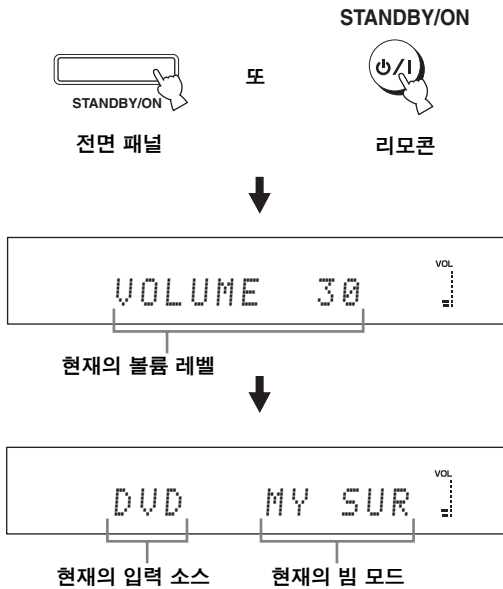 STANDBY/ON
또
STANDBY/ON
전면 패널
리모콘
VOLUME 30
VOL
현재의 볼륨 레벨
DVD MY SUR
VOL
현재의 입력 소스
현재의 빔 모드